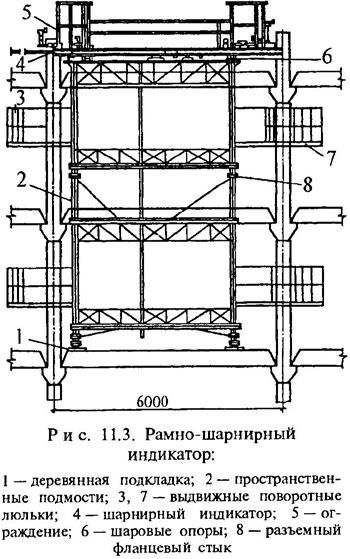 5
4
6
3
7
2
8
1
6000
Рис. 11.3. Рамно-шарнирный
индикатор:
1 — деревянная подкладка; 2 — пространствен-
ные подмости; 3, 7 — выдвижные поворотные
люльки; 4 — шарнирный индикатор; 5 — ог-
раждение; 6 — шаровые опоры; 8 — разъемный
фланцевый стык